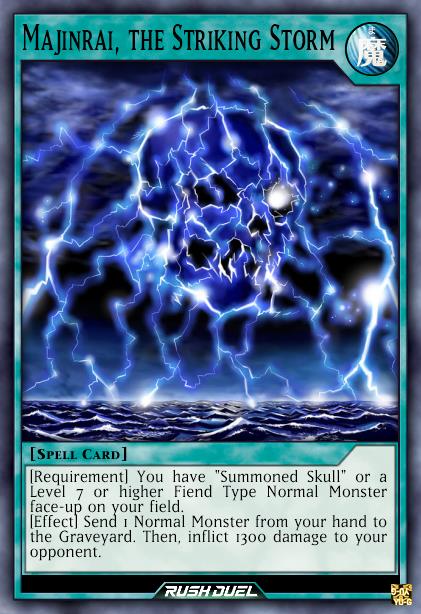 Majinrai, the Striking Storm
ま
魔
[Spell Card]
[Requirement] You have "Summoned Skull" or a
Level 7 or higher Fiend Type Normal Monster
face-up on your field.
[Effect] Send 1 Normal Monster from your hand to
the Graveyard. Then, inflict 1300 damage to your
opponent.
RUSH DUEL